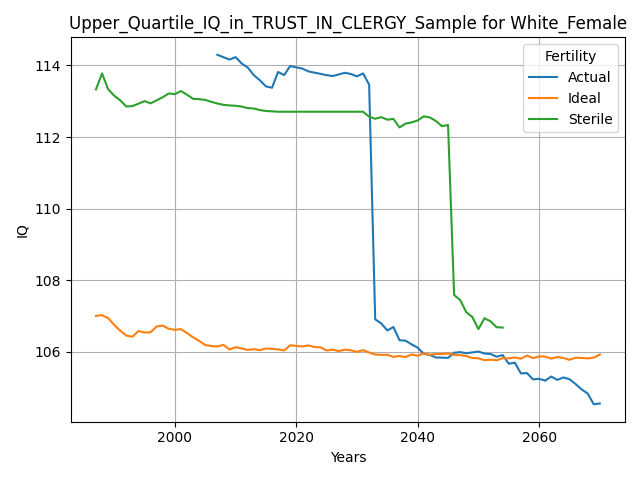 Upper_Quartile_IQ_in_TRUST_IN_CLERGY_Sample for White_Female
Fertility
Actual
Ideal
Sterile
114
112
110
108
106
IQ
2000
2020
2040
2060
Years